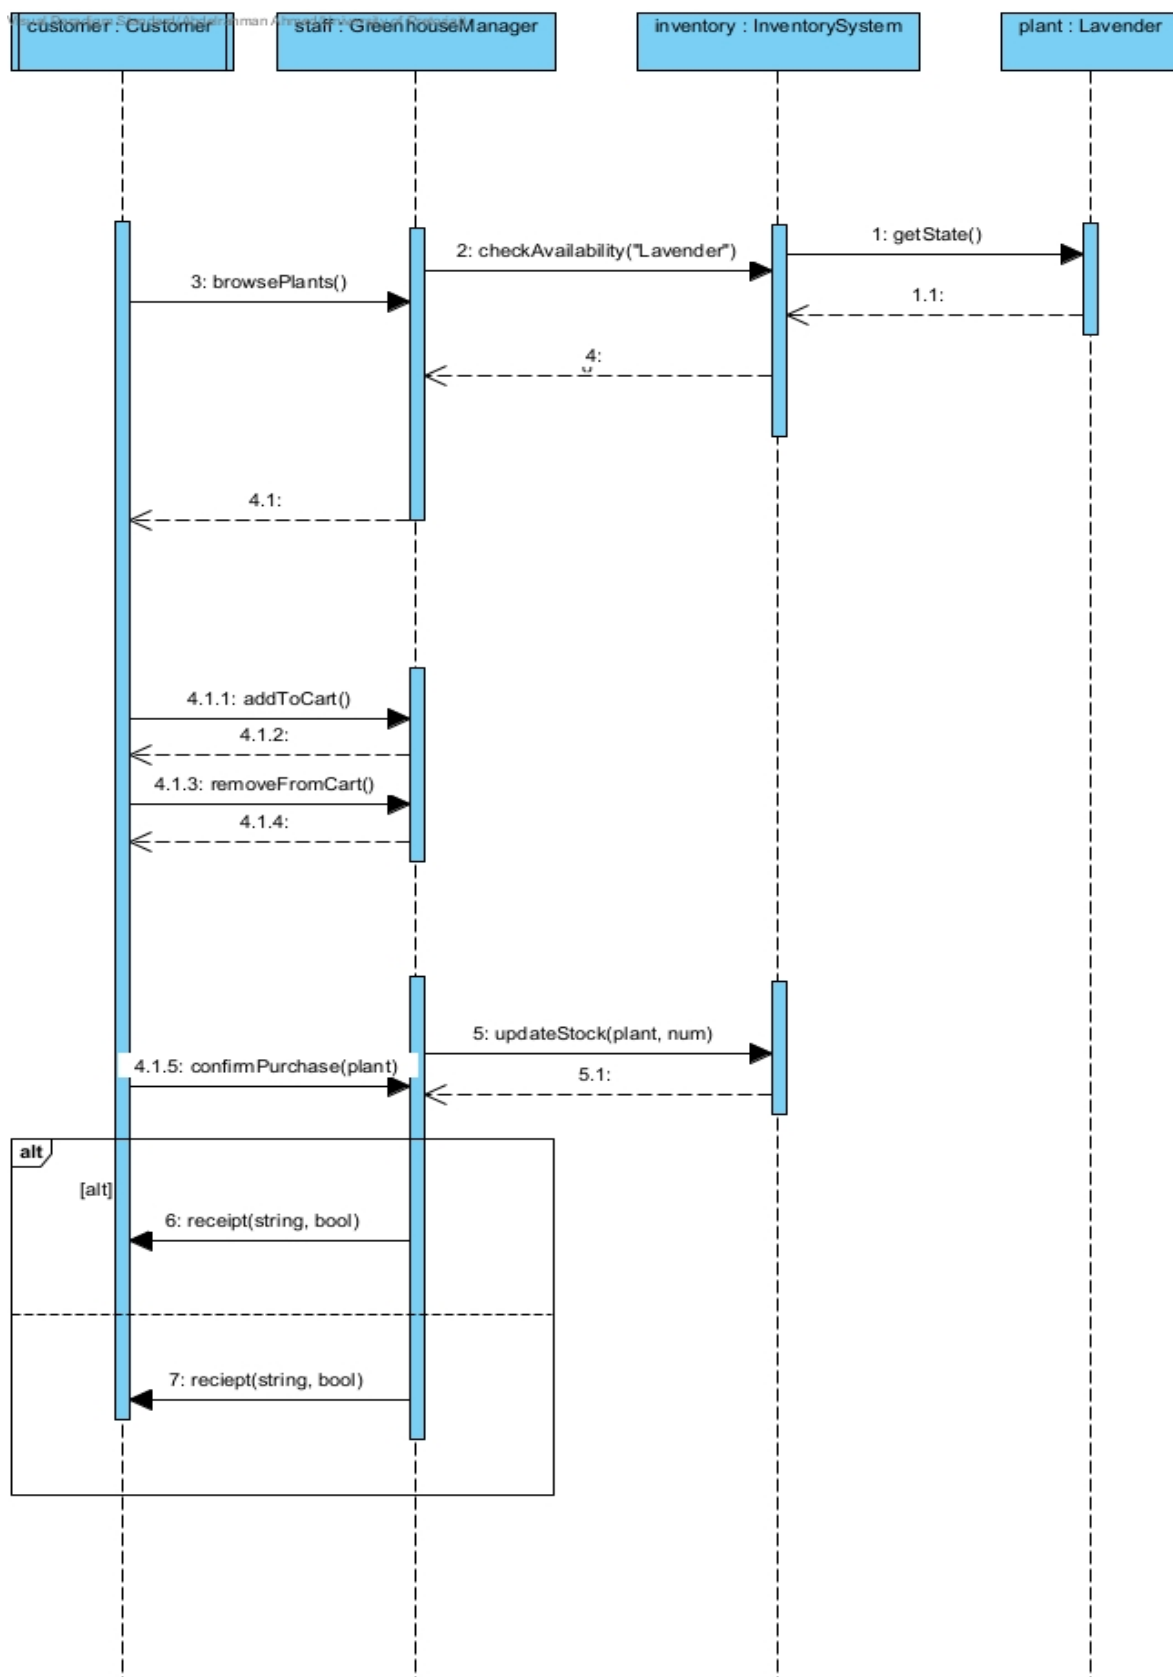 customer : Customer
staff : GreenhouseManager
inventory : InventorySystem
plant : Lavender
1: getState()
2: checkAvailability("Lavender")
3: browsePlants()
1.1:
4:
4.1:
4.1.1: addToCart()
4.1.2:
4.1.3: removeFromCart()
4.1.4:
5: updateStock(plant, num)
4.1.5: confirmPurchase(plant)
5.1:
alt
[alt]
6: receipt(string, bool)
7: reciept(string, bool)